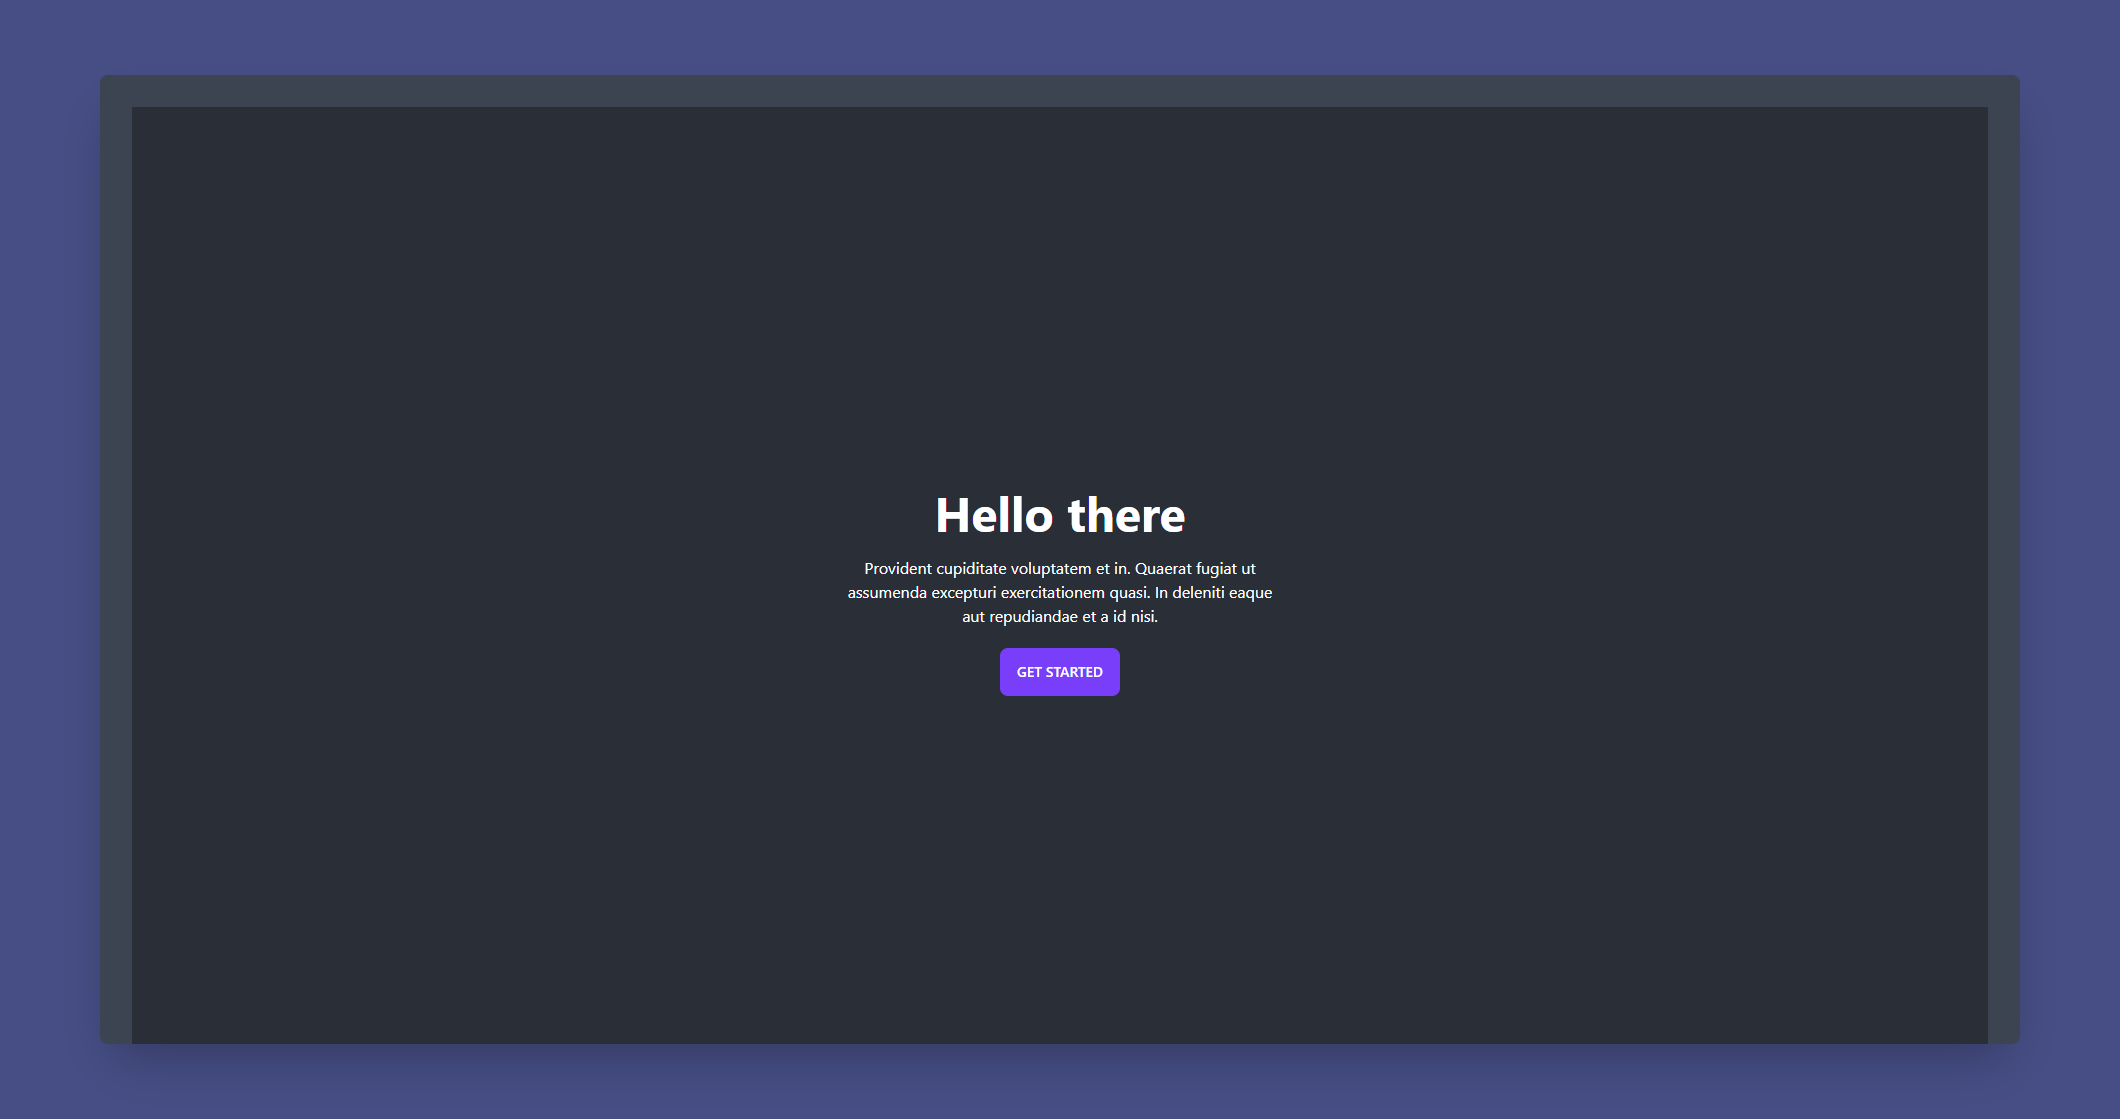 Hello there
Provident cupiditate voluptatem et in. Quaerat fugiat ut
assumenda excepturi exercitationem quasi. In deleniti eaque
aut repudiandae et a id nisi.
GET STARTED